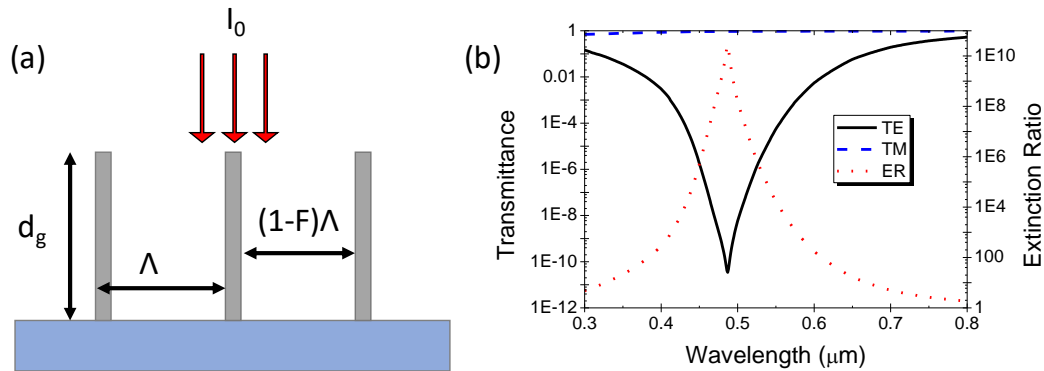 (a)
I₀
d_g
Λ
(1-F)Λ
(b)
Transmittance
1
0.01
1E-4
1E-6
1E-8
1E-10
1E-12
TE
TM
ER
1E10
1E8
1E6
1E4
100
1
Extinction Ratio
0.3
0.4
0.5
0.6
0.7
0.8
Wavelength (μm)